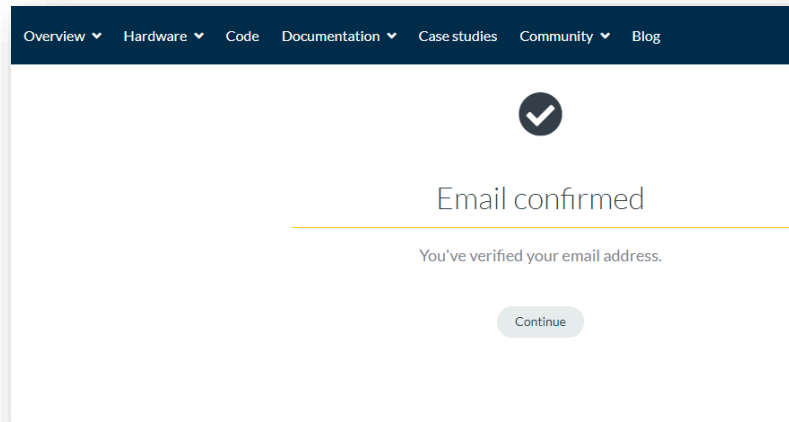 Overview Hardware Code Documentation Case studies Community Blog
Email confirmed
You've verified your email address.
Continue